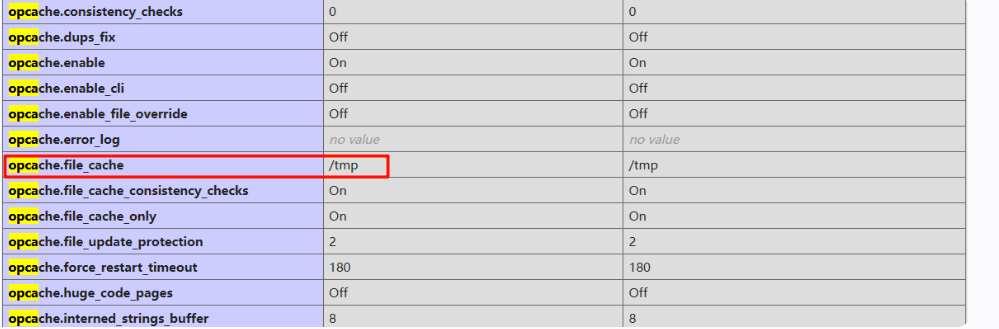 opcache.consistency_checks 0 0
opcache.dups_fix Off Off
opcache.enable On On
opcache.enable_cli Off Off
opcache.enable_file_override Off Off
opcache.error_log no value no value
opcache.file_cache /tmp /tmp
opcache.file_cache_consistency_checks On On
opcache.file_cache_only On On
opcache.file_update_protection 2 2
opcache.force_restart_timeout 180 180
opcache.huge_code_pages Off Off
opcache.interned_strings_buffer 8 8